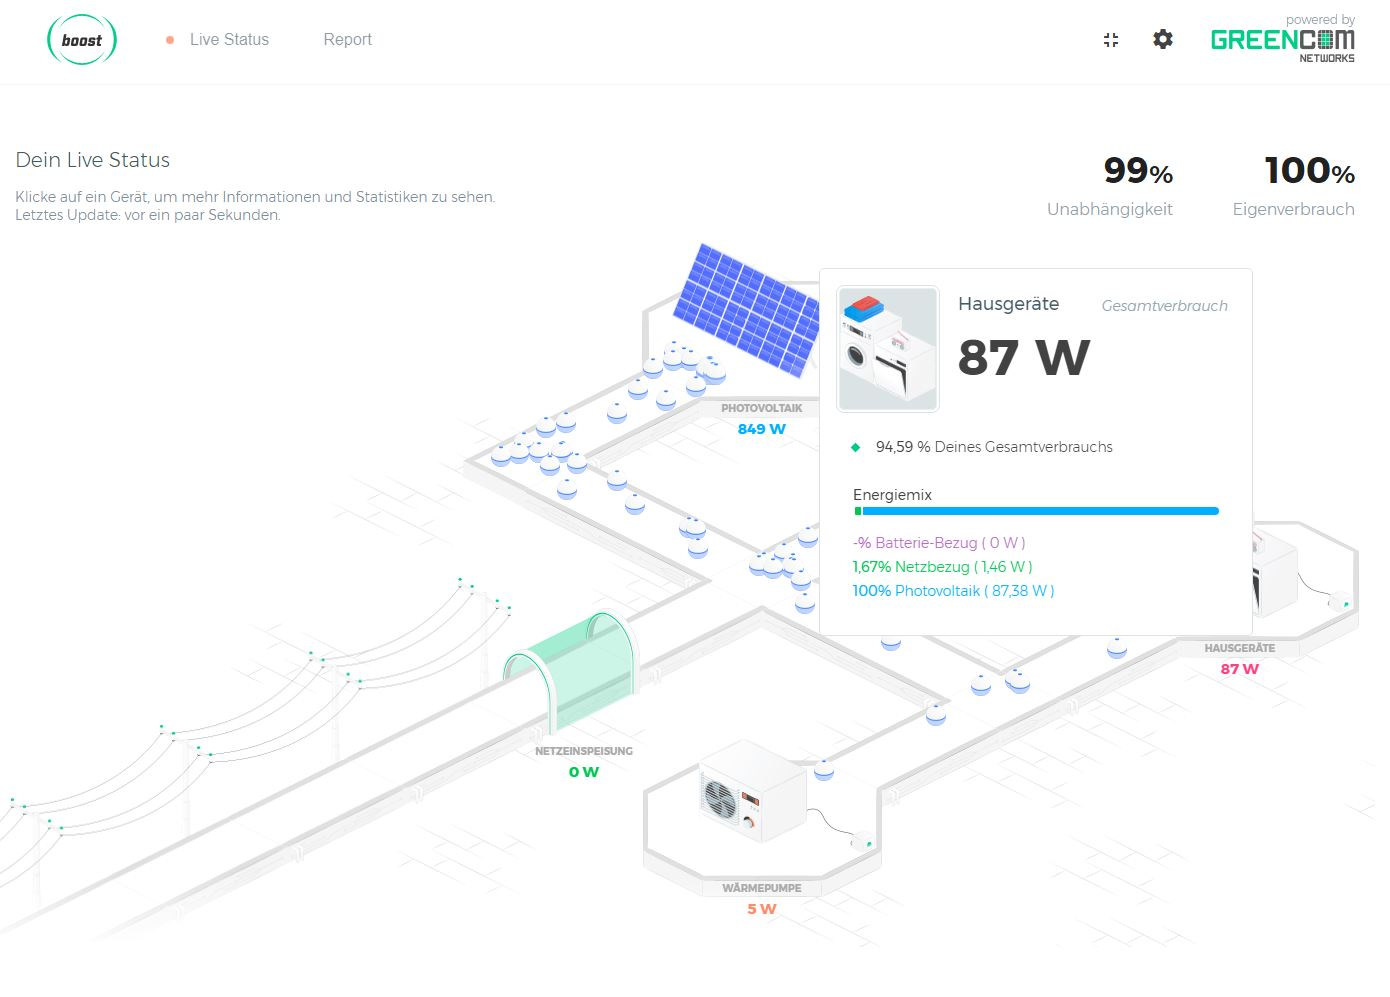 boost
Live Status
Report
powered by
GREENCOM
NETWORKS
Dein Live Status
Klicke auf ein Gerät, um mehr Informationen und Statistiken zu sehen.
Letztes Update: vor ein paar Sekunden.
99%
Unabhängigkeit
100%
Eigenverbrauch
Hausgeräte
Gesamtverbrauch
87 W
94,59 % Deines Gesamtverbrauchs
Energiemix
-% Batterie-Bezug ( 0 W )
1,67% Netzbezug ( 1,46 W )
100% Photovoltaik ( 87,38 W )
PHOTOVOLTAIK
849 W
HAUSGERÄTE
87 W
NETZEINSPEISUNG
0 W
WÄRMEPUMPE
5 W